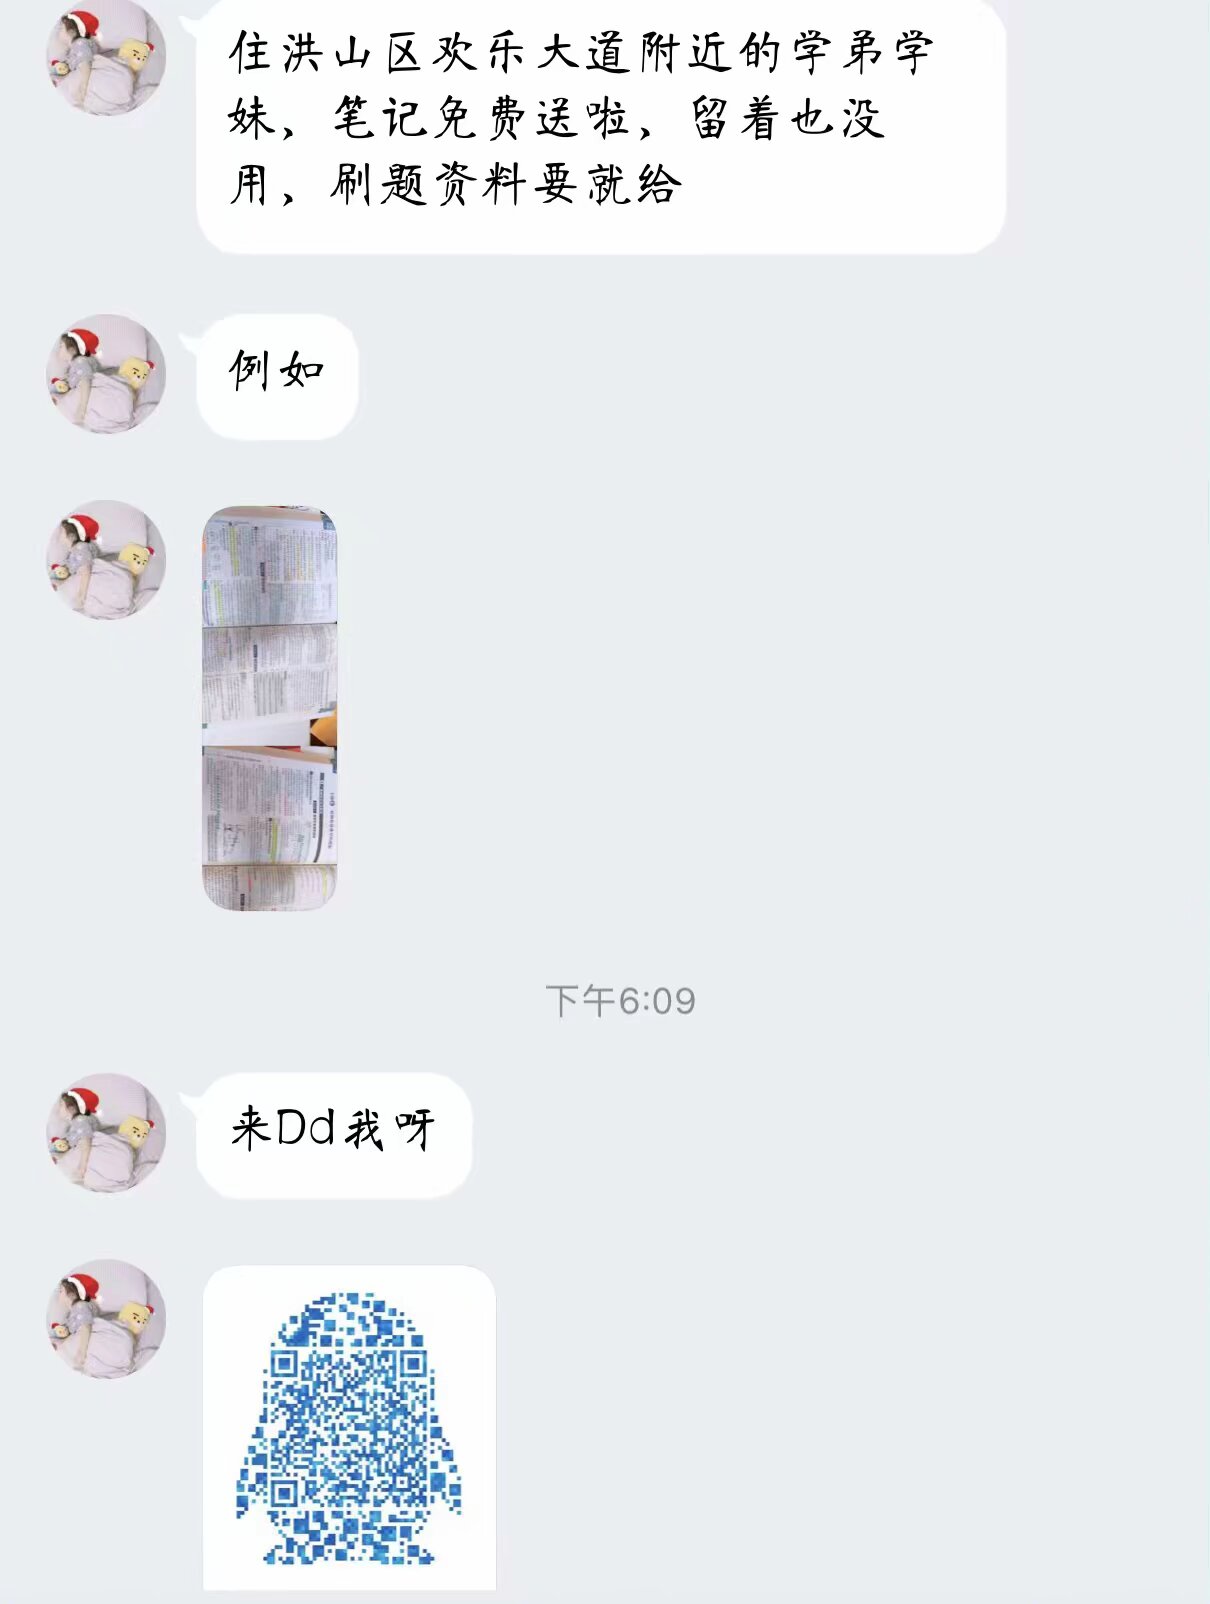 住洪山区欢乐大道附近的学弟学
妹，笔记免费送啦，留着也没
用，刷题资料要就给
例如
下午6:09
来Dd我呀